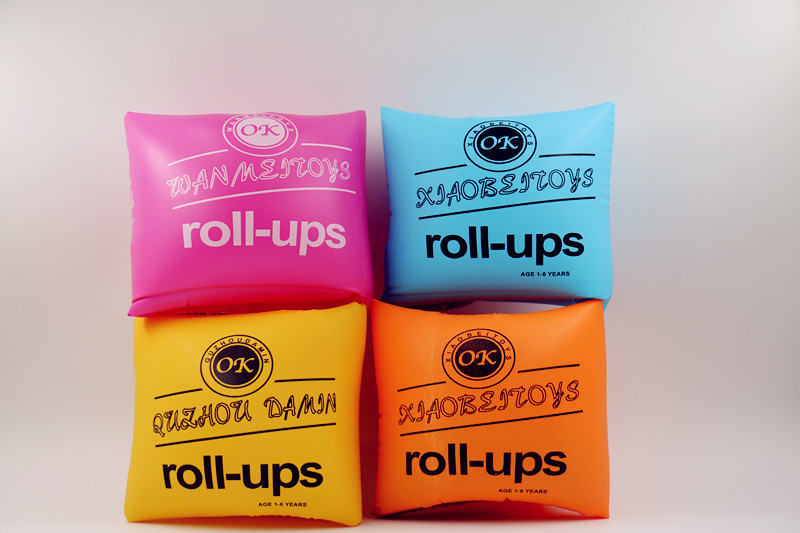 WANMEITOYS
OK
WANMEITOYS
roll-ups
XIAOBEITOYS
OK
XIAOBEITOYS
roll-ups
AGE 1-6 YEARS
QUZHOUDAMIN
OK
QUZHOU DAMIN
roll-ups
AGE 1-6 YEARS
XIAOBEITOYS
OK
XIAOBEITOYS
roll-ups
AGE 1-6 YEARS